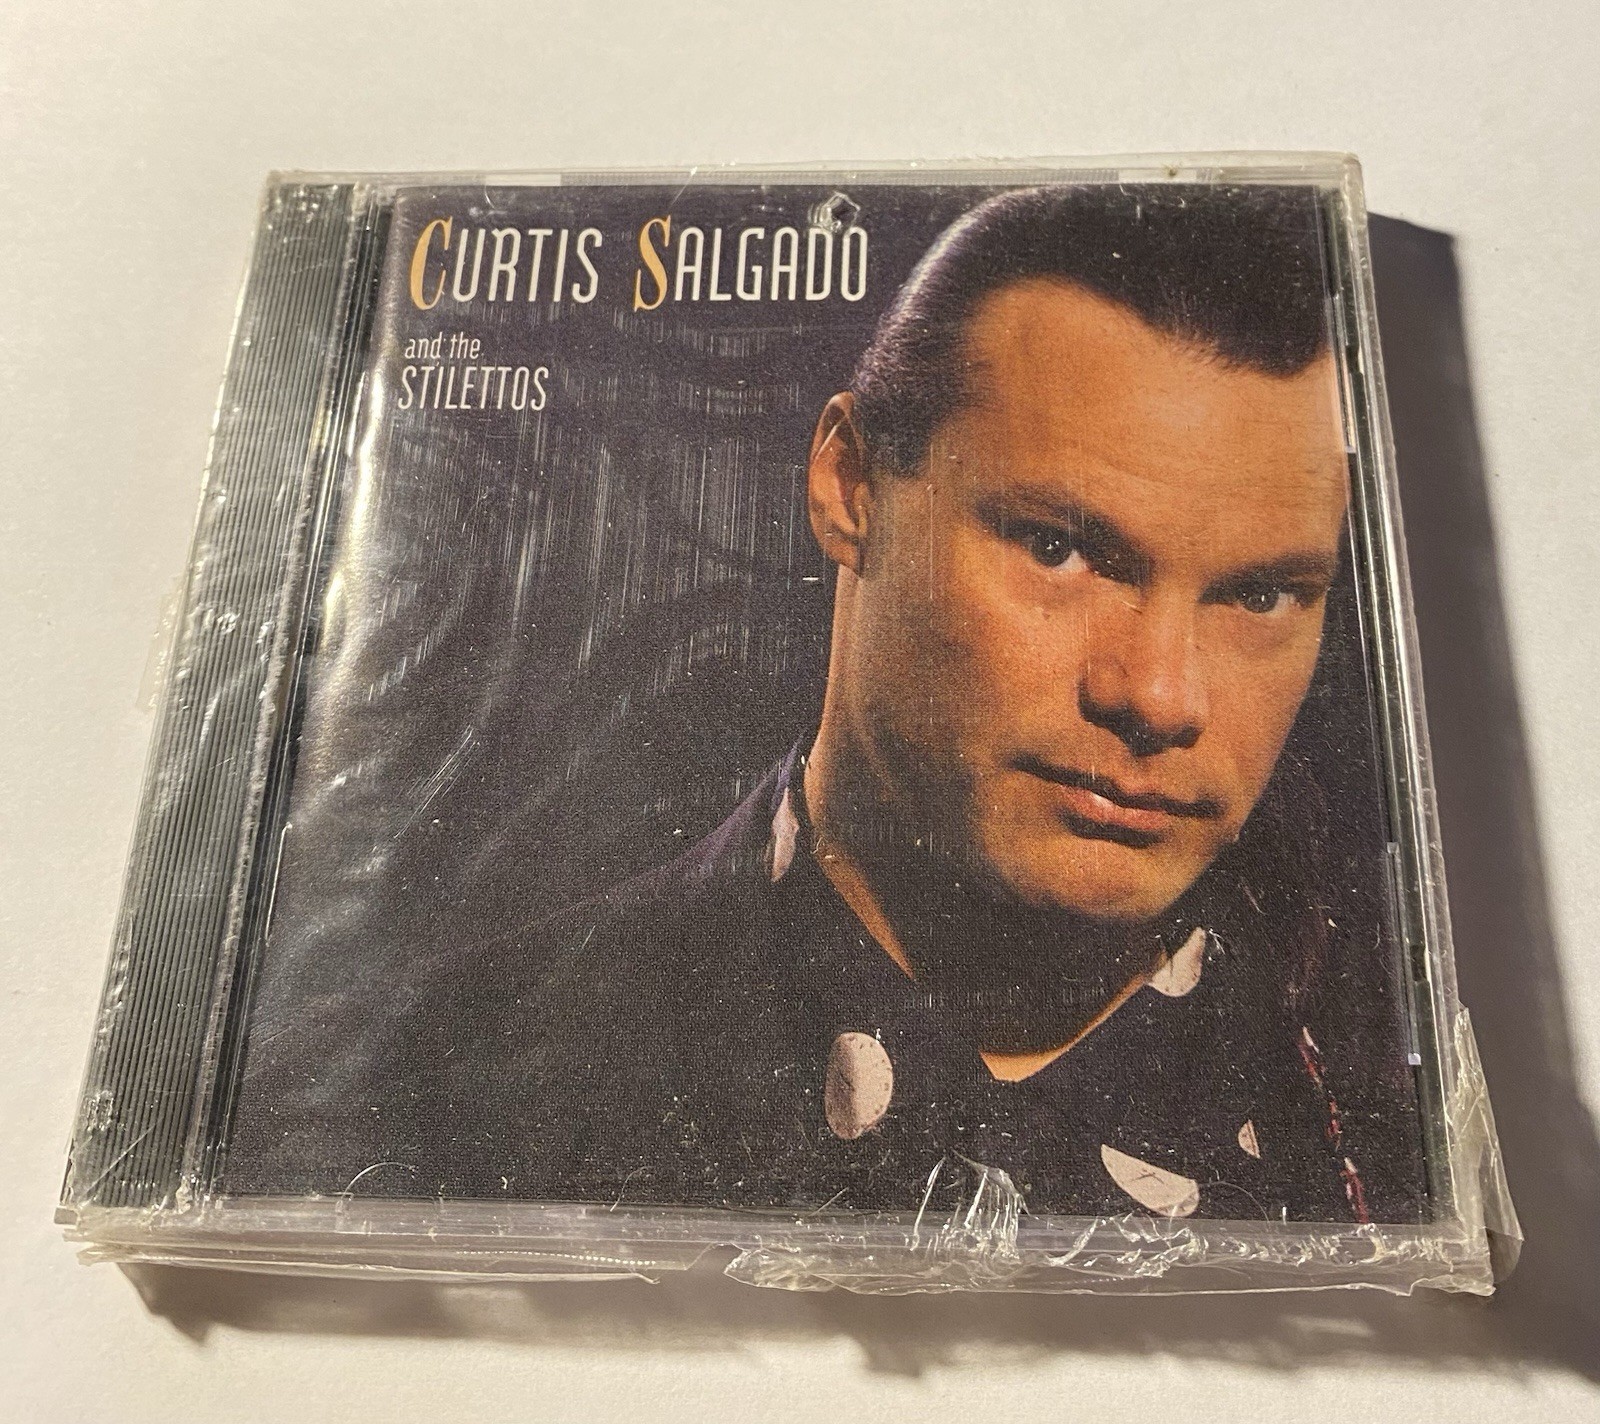 CURTIS SALGADO
and the
STILETTOS